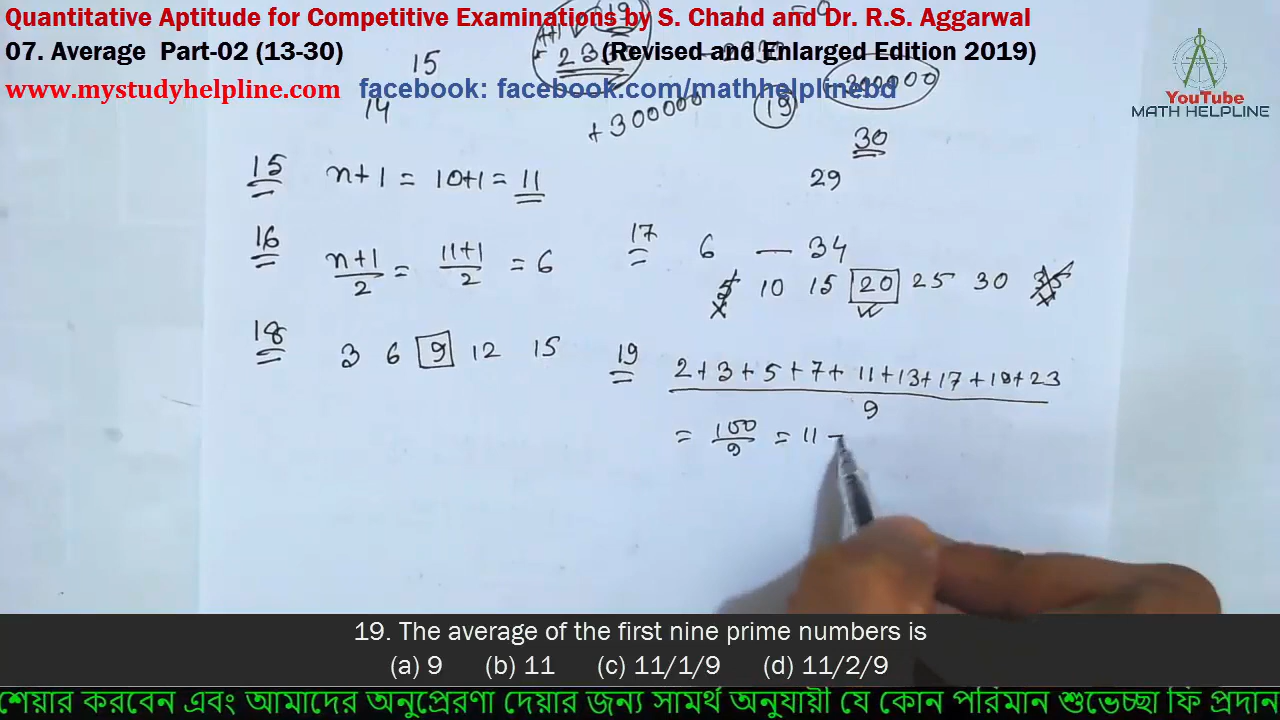 Quantitative Aptitude for Competitive Examinations by S. Chand and Dr. R.S. Aggarwal
07. Average Part-02 (13-30) (Revised and Enlarged Edition 2019)
www.mystudyhelpline.com facebook: facebook.com/mathhelplinebd
YouTube
MATH HELPLINE
15
14
+300000
19
300000
30
29
15 n+1 = 10+1 = 11
16 n+1/2 = 11+1/2 = 6
17 6 — 34
5 10 15 20 25 30 35
18 3 6 9 12 15
19 2+3+5+7+11+13+17+19+23
9
= 100/9 = 11
19. The average of the first nine prime numbers is
(a) 9 (b) 11 (c) 11/1/9 (d) 11/2/9
শেয়ার করবেন এবং আমাদের অনুপ্রেরণা দেয়ার জন্য সামর্থ অনুযায়ী যে কোন পরিমান শুভেচ্ছা ফি প্রদান